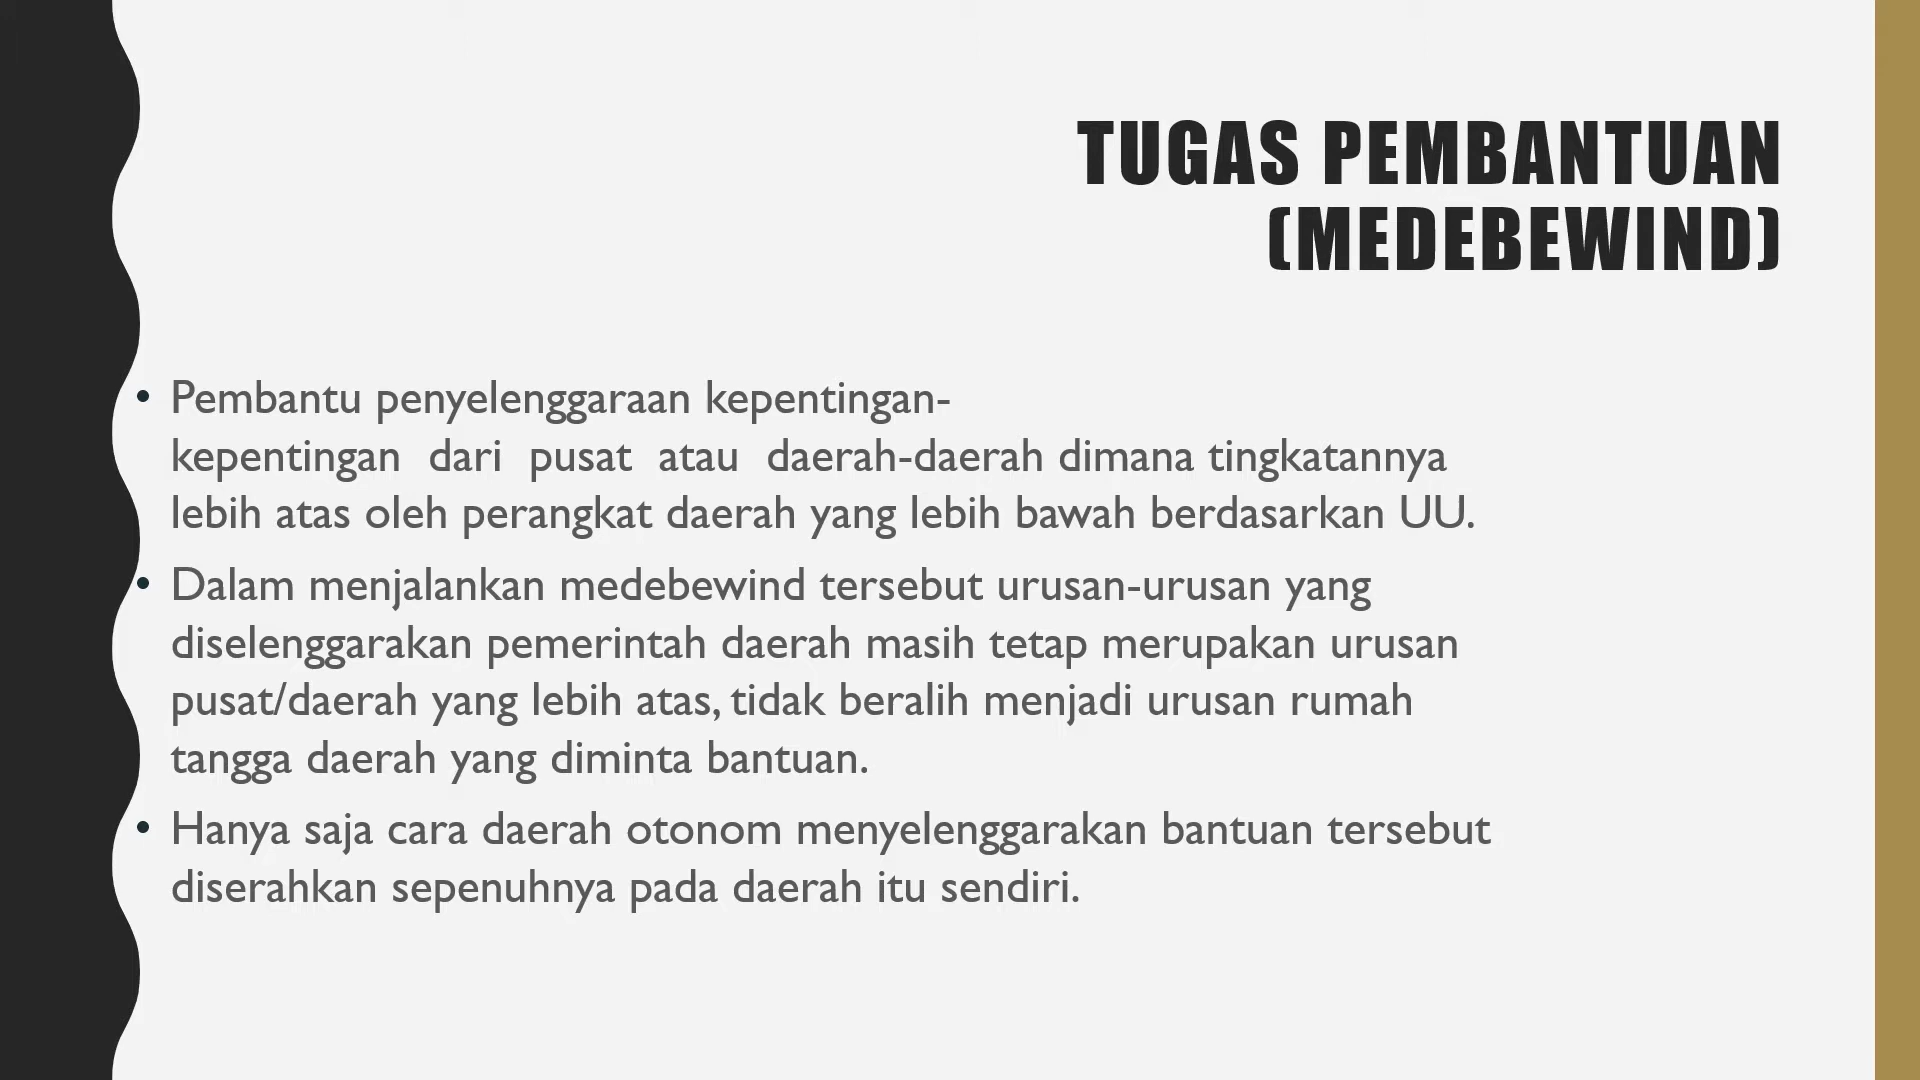 TUGAS PEMBANTUAN
(MEDEBEWIND)
• Pembantu penyelenggaraan kepentingan-
kepentingan dari pusat atau daerah-daerah dimana tingkatannya
lebih atas oleh perangkat daerah yang lebih bawah berdasarkan UU.
• Dalam menjalankan medebewind tersebut urusan-urusan yang
diselenggarakan pemerintah daerah masih tetap merupakan urusan
pusat/daerah yang lebih atas, tidak beralih menjadi urusan rumah
tangga daerah yang diminta bantuan.
• Hanya saja cara daerah otonom menyelenggarakan bantuan tersebut
diserahkan sepenuhnya pada daerah itu sendiri.